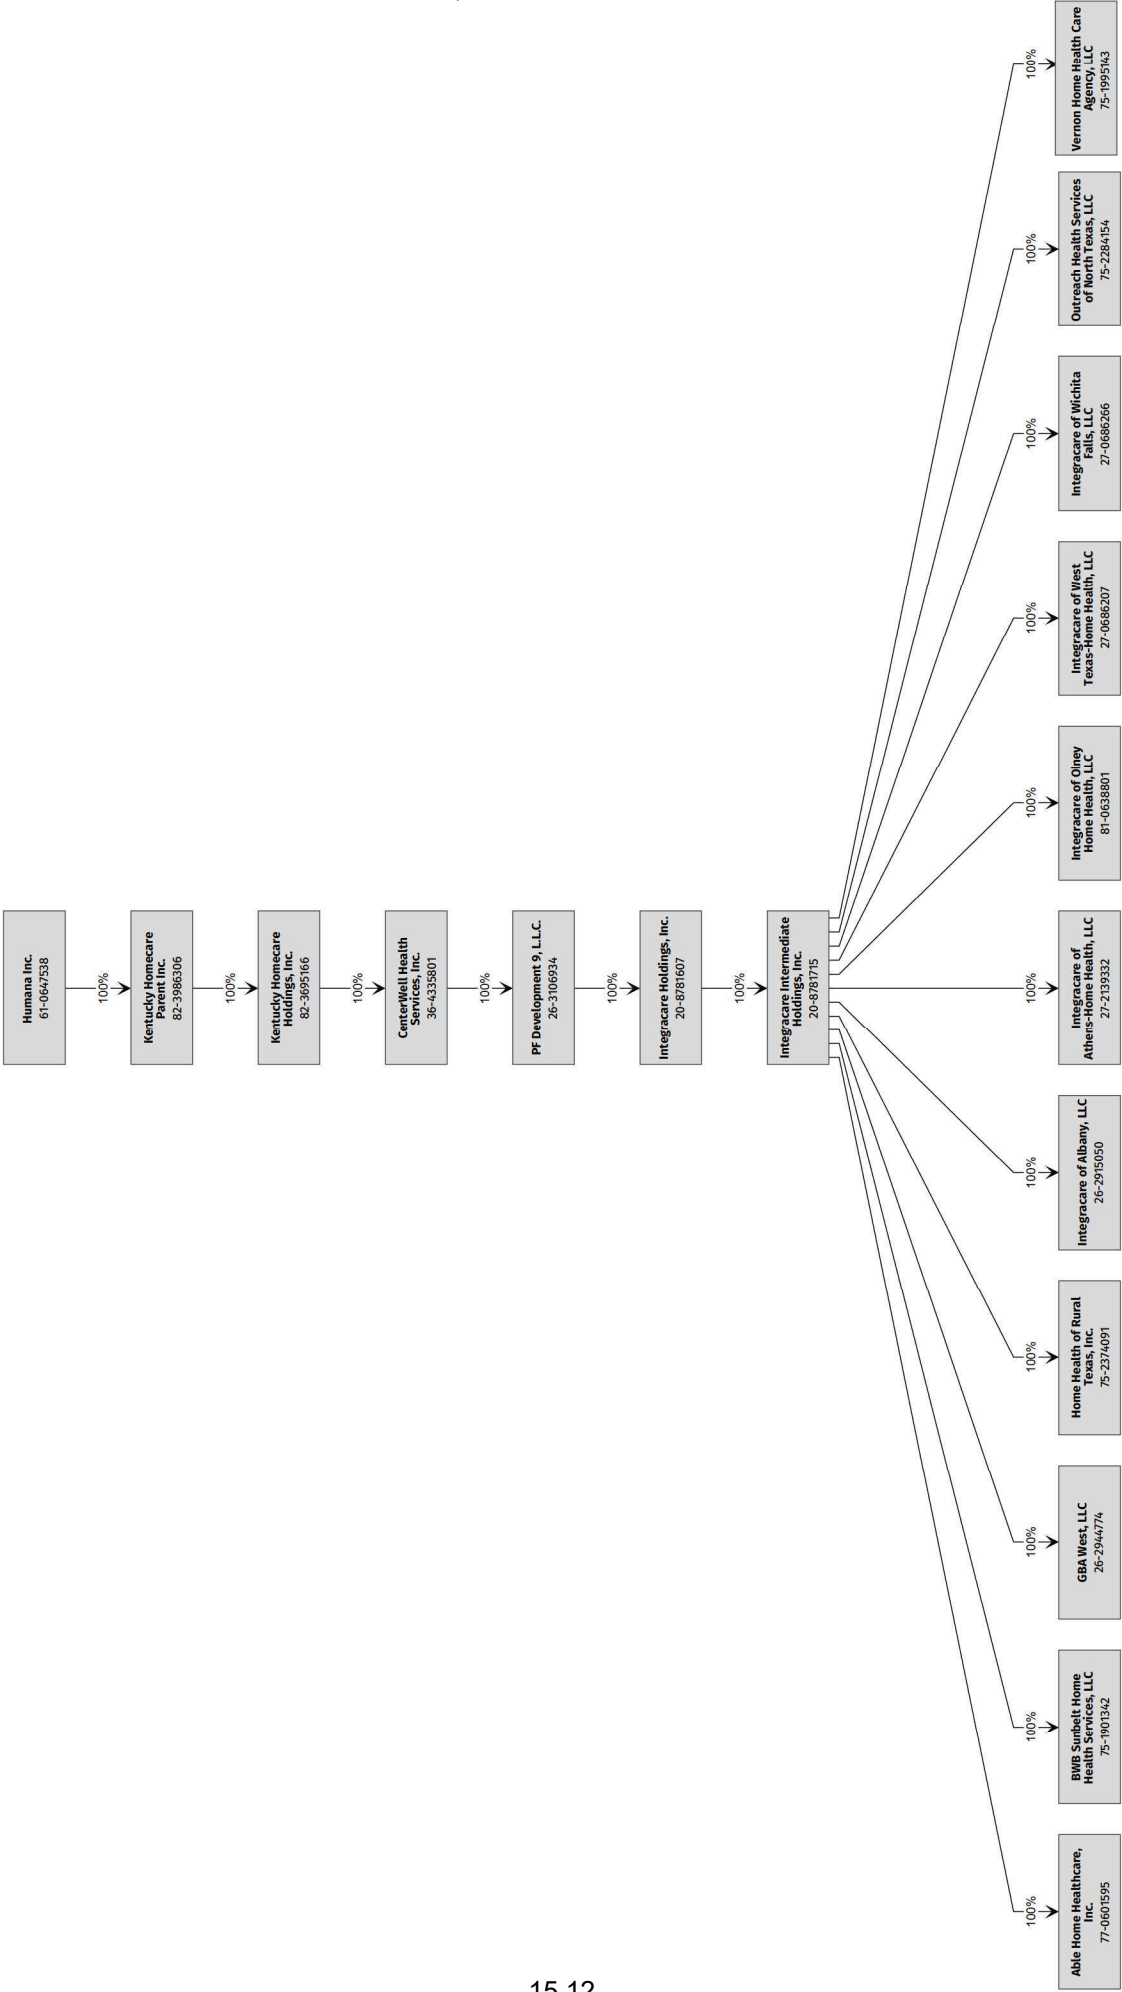 Humana Inc.
61-0647538
100%
Kentucky Homecare
Parent Inc.
82-3986306
100%
Kentucky Homecare
Holdings, Inc.
82-3695166
100%
CenterWell Health
Services, Inc.
36-4335801
100%
PF Development 9, L.L.C.
26-3106934
100%
Integracare Holdings, Inc.
20-8781607
100%
Integracare Intermediate
Holdings, Inc.
20-8781715
100%
100%
100%
100%
100%
100%
100%
100%
100%
100%
100%
Able Home Healthcare,
Inc.
77-0601595
BWB Sunbelt Home
Health Services, LLC
75-1901342
GBA West, LLC
26-2944774
Home Health of Rural
Texas, Inc.
75-2374091
Integracare of Albany, LLC
26-2915050
Integracare of
Athens-Home Health, LLC
27-2139332
Integracare of Olney
Home Health, LLC
81-0638801
Integracare of West
Texas-Home Health, LLC
27-0686207
Integracare of Wichita
Falls, LLC
27-0686266
Outreach Health Services
of North Texas, LLC
75-2284154
Vernon Home Health Care
Agency, LLC
75-1995143
15.12